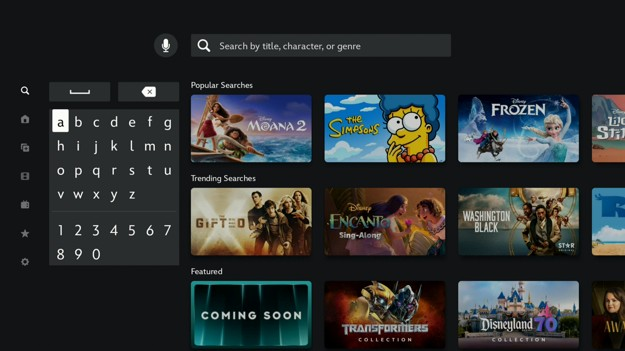 Search by title, character, or genre
a b c d e f g
h i j k l m n
o p q r s t u
v w x y z
1 2 3 4 5 6 7
8 9 0
Popular Searches
Disney
MOANA 2
THE
SIMPSONS
Disney
FROZEN
Trending Searches
GIFTED
Disney
ENCANTO
Sing-Along
WASHINGTON
BLACK
STAR
ORIGINAL
Featured
COMING SOON
TRANSFORMERS
COLLECTION
Disneyland 70
COLLECTION